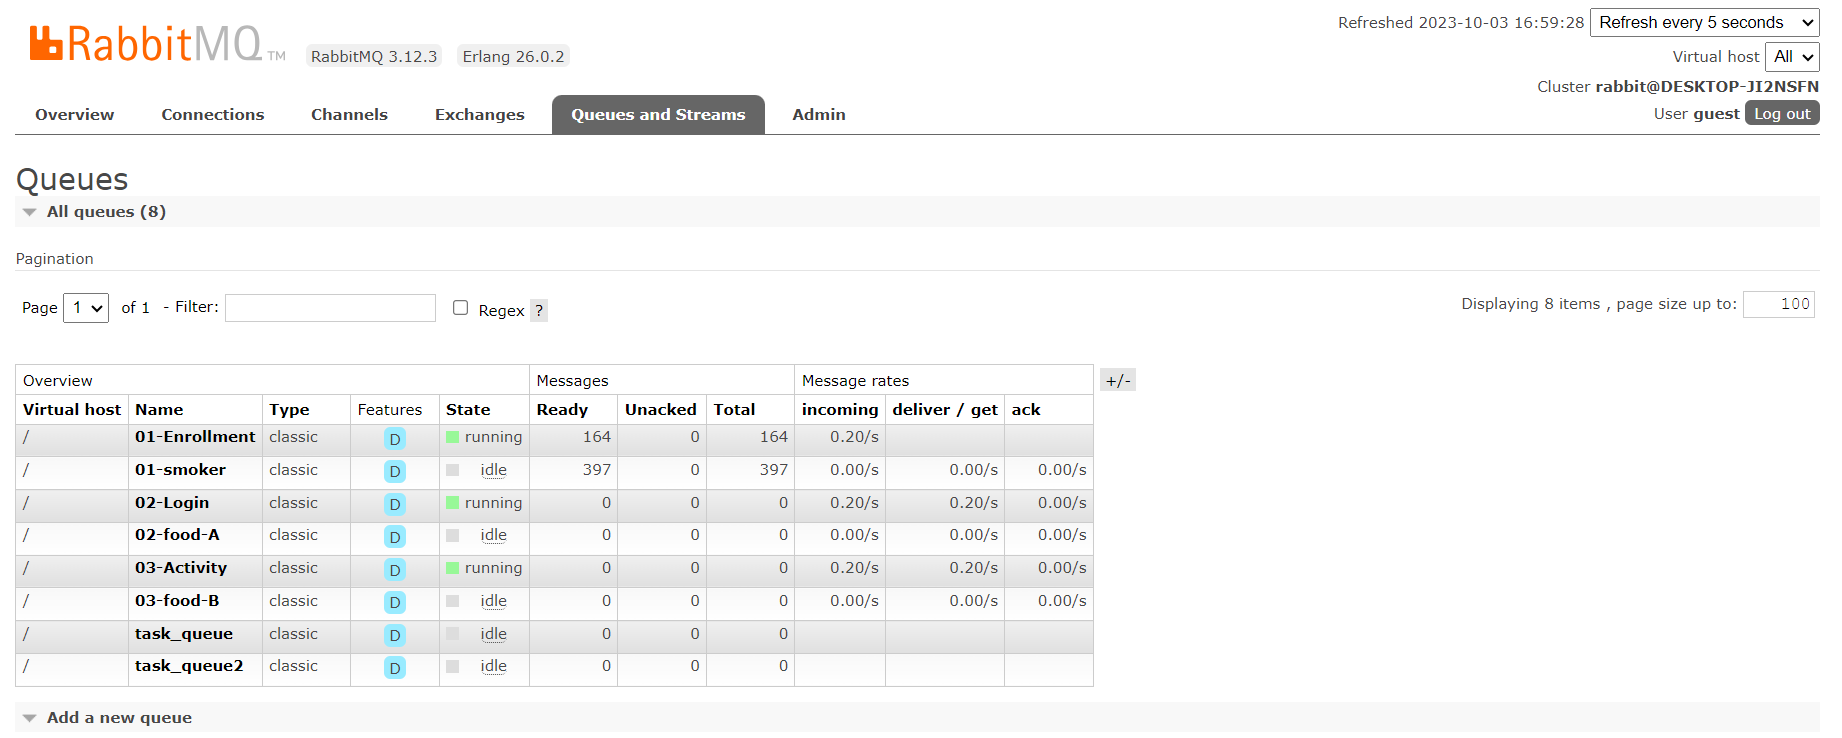 RabbitMQ TM RabbitMQ 3.12.3 Erlang 26.0.2
Refreshed 2023-10-03 16:59:28 Refresh every 5 seconds
Virtual host All
Cluster rabbit@DESKTOP-JI2NSFN
User guest Log out
Overview Connections Channels Exchanges Queues and Streams Admin
Queues
All queues (8)
Pagination
Page 1 of 1 - Filter: Regex ? Displaying 8 items , page size up to: 100
Overview Messages Message rates +/-
Virtual host Name Type Features State Ready Unacked Total incoming deliver / get ack
/ 01-Enrollment classic D running 164 0 164 0.20/s
/ 01-smoker classic D idle 397 0 397 0.00/s 0.00/s 0.00/s
/ 02-Login classic D running 0 0 0 0.20/s 0.20/s 0.00/s
/ 02-food-A classic D idle 0 0 0 0.00/s 0.00/s 0.00/s
/ 03-Activity classic D running 0 0 0 0.20/s 0.20/s 0.00/s
/ 03-food-B classic D idle 0 0 0 0.00/s 0.00/s 0.00/s
/ task_queue classic D idle 0 0 0
/ task_queue2 classic D idle 0 0 0
Add a new queue